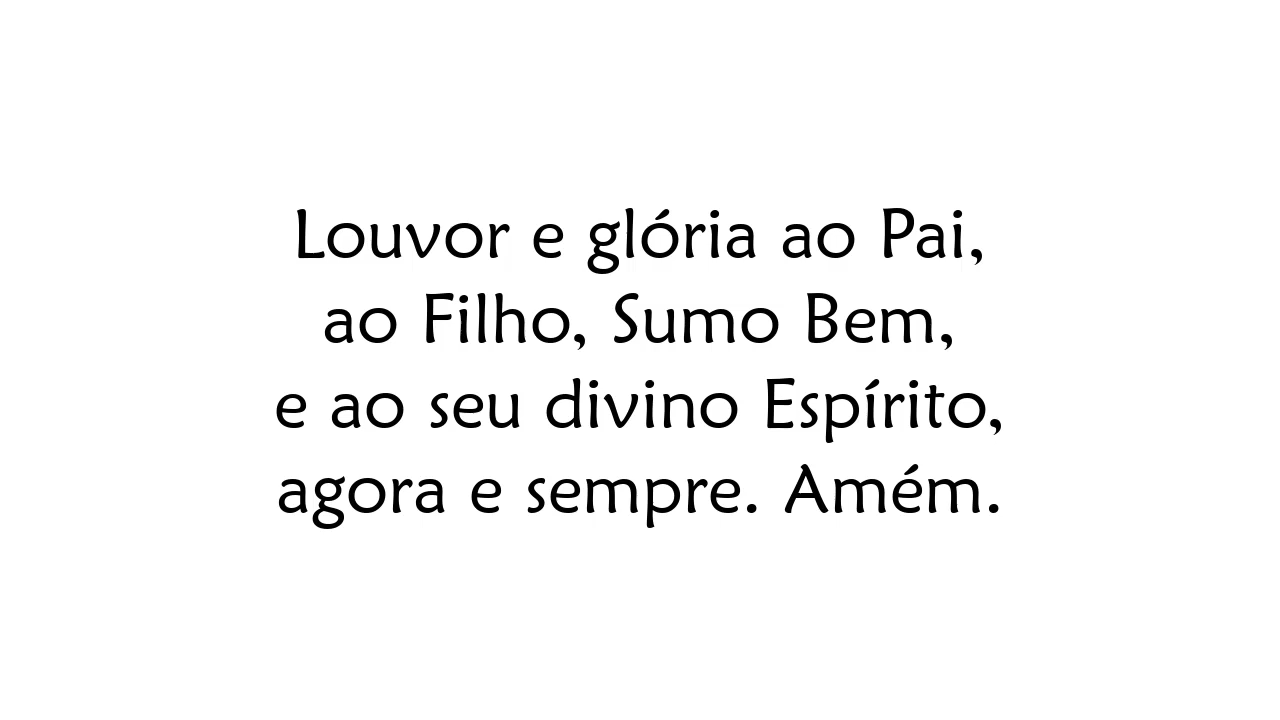 Louvor e glória ao Pai,
ao Filho, Sumo Bem,
e ao seu divino Espírito,
agora e sempre. Amém.